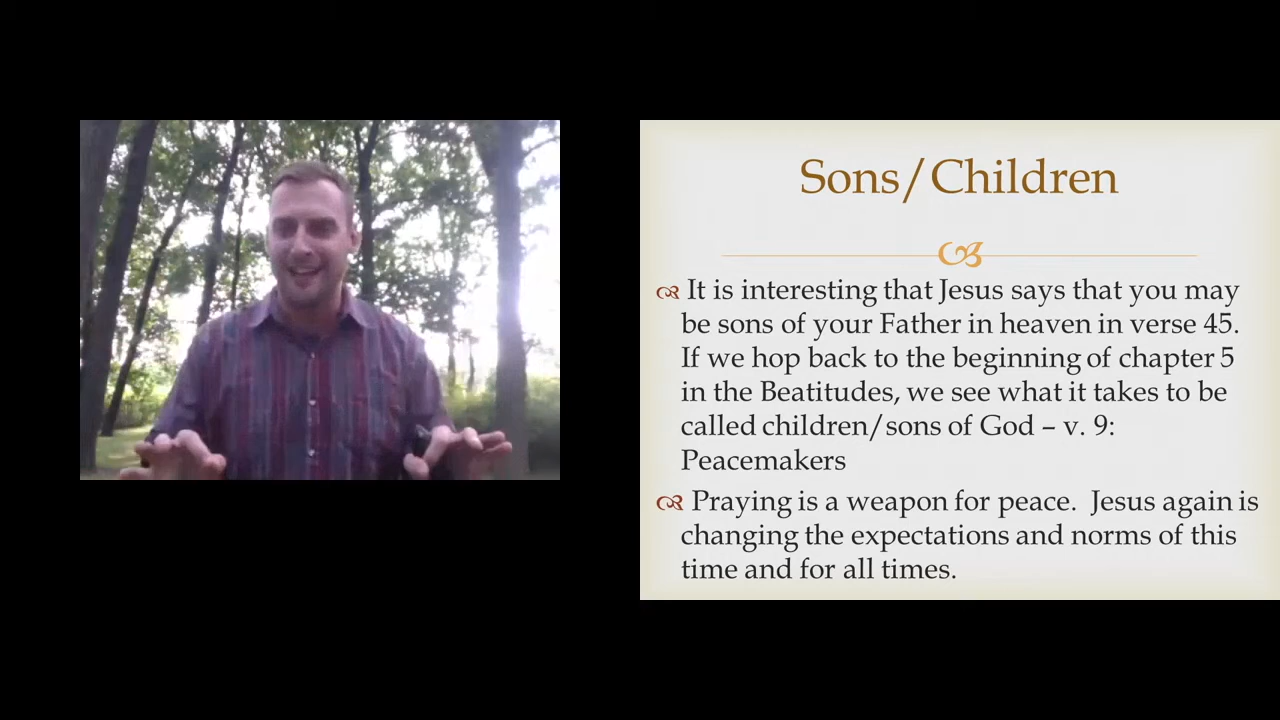 Sons/Children
It is interesting that Jesus says that you may
be sons of your Father in heaven in verse 45.
If we hop back to the beginning of chapter 5
in the Beatitudes, we see what it takes to be
called children/sons of God – v. 9:
Peacemakers
Praying is a weapon for peace.  Jesus again is
changing the expectations and norms of this
time and for all times.